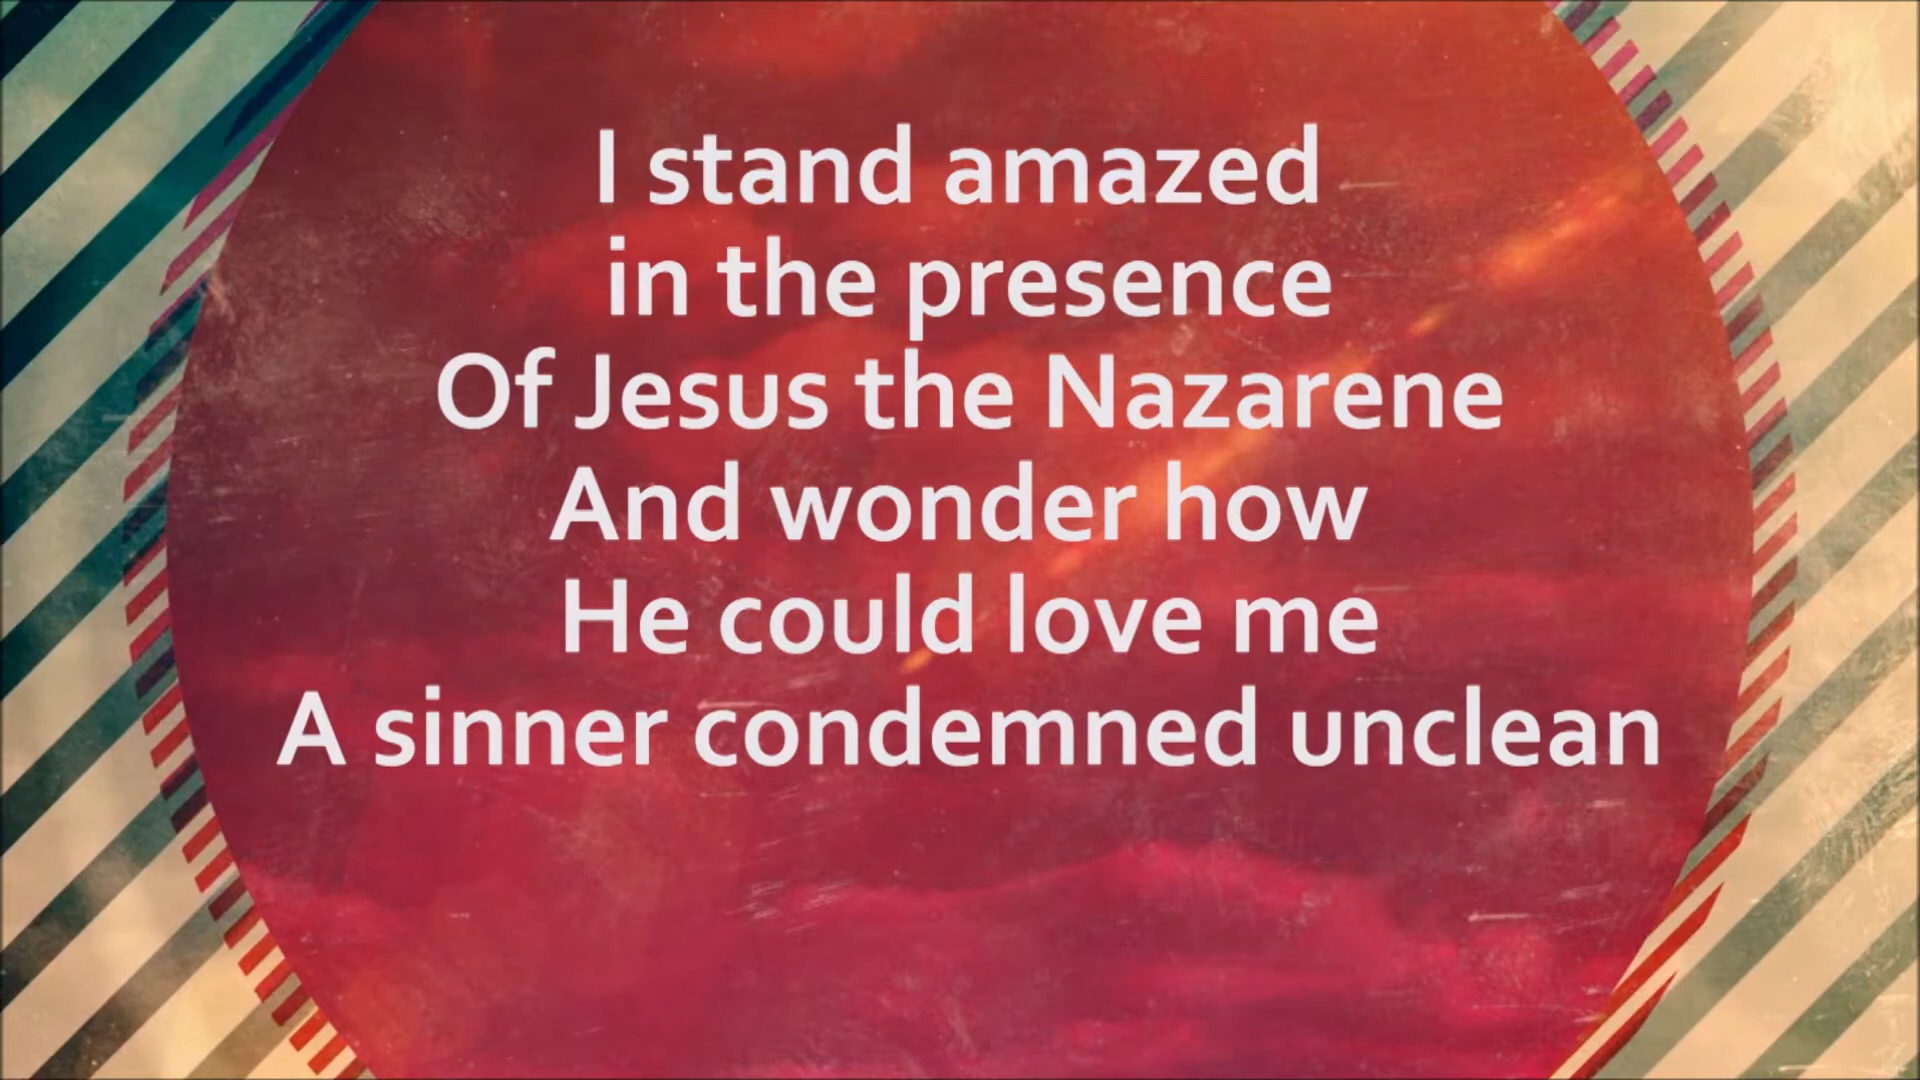 I stand amazed
in the presence
Of Jesus the Nazarene
And wonder how
He could love me
A sinner condemned unclean